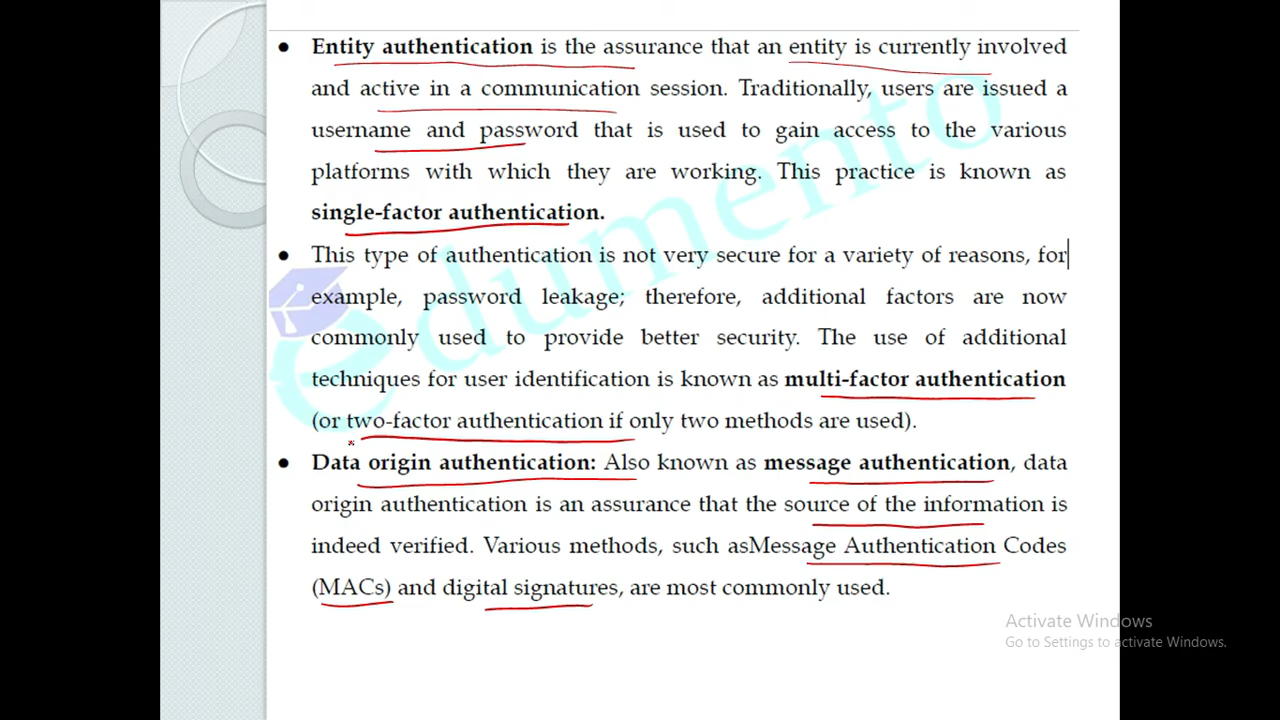 ● Entity authentication is the assurance that an entity is currently involved
and active in a communication session. Traditionally, users are issued a
username and password that is used to gain access to the various
platforms with which they are working. This practice is known as
single-factor authentication.
● This type of authentication is not very secure for a variety of reasons, for
example, password leakage; therefore, additional factors are now
commonly used to provide better security. The use of additional
techniques for user identification is known as multi-factor authentication
(or two-factor authentication if only two methods are used).
● Data origin authentication: Also known as message authentication, data
origin authentication is an assurance that the source of the information is
indeed verified. Various methods, such asMessage Authentication Codes
(MACs) and digital signatures, are most commonly used.
edumento
Activate Windows
Go to Settings to activate Windows.